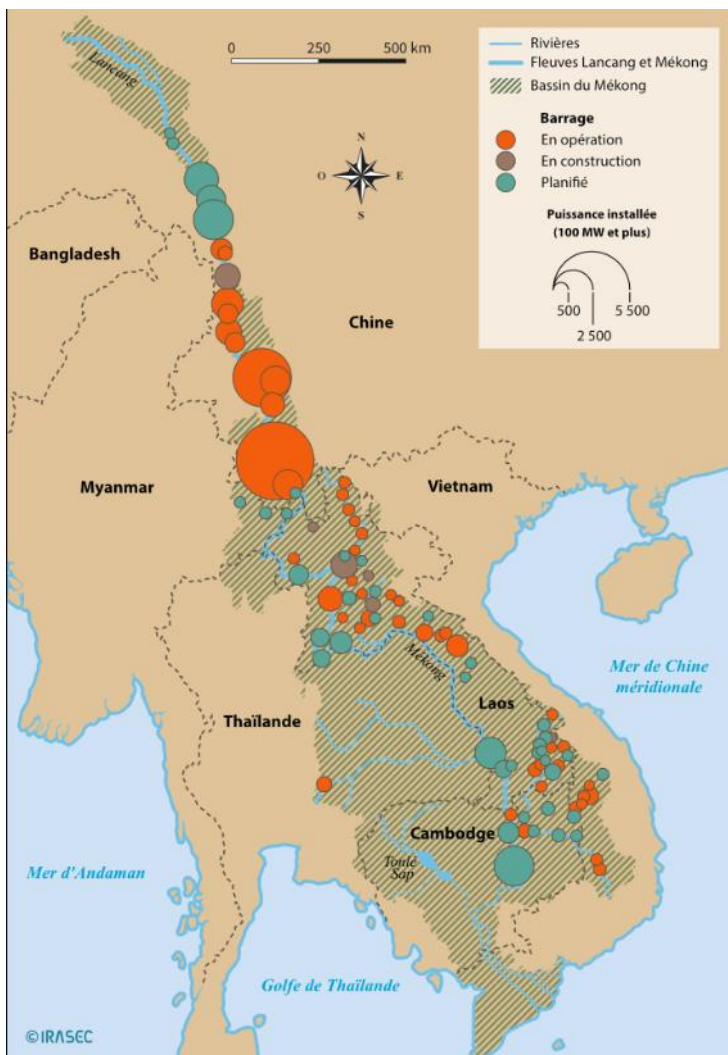 Lancang
0 250 500 km
Rivières
Fleuves Lancang et Mékong
Bassin du Mékong
Barrage
En opération
En construction
Planifié
Puissance installée
(100 MW et plus)
500
5 500
2 500
N
O E
S
Bangladesh
Chine
Myanmar
Vietnam
Mékong
Mer de Chine
méridionale
Laos
Thaïlande
Cambodge
Tonlé
Sap
Mer d'Andaman
Golfe de Thaïlande
©IRASEC